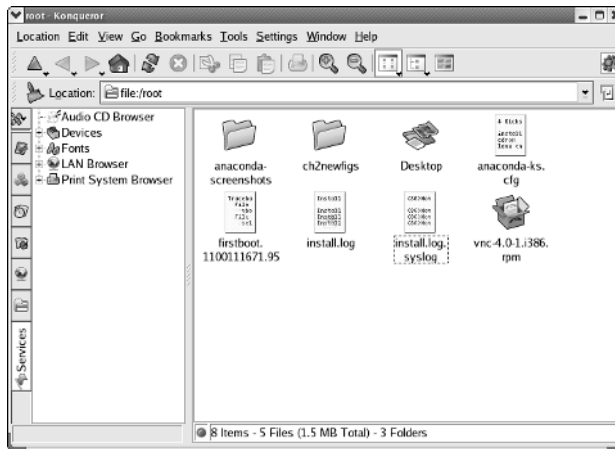 root - Konqueror
Location Edit View Go Bookmarks Tools Settings Window Help
Location: file:/root
Audio CD Browser
Devices
Fonts
LAN Browser
Print System Browser
Services
anaconda-
screenshots
ch2newfigs
Desktop
anaconda-ks.
cfg
firstboot.
1100111671.95
install.log
install.log.
syslog
vnc-4.0-1.i386.
rpm
8 Items - 5 Files (1.5 MB Total) - 3 Folders